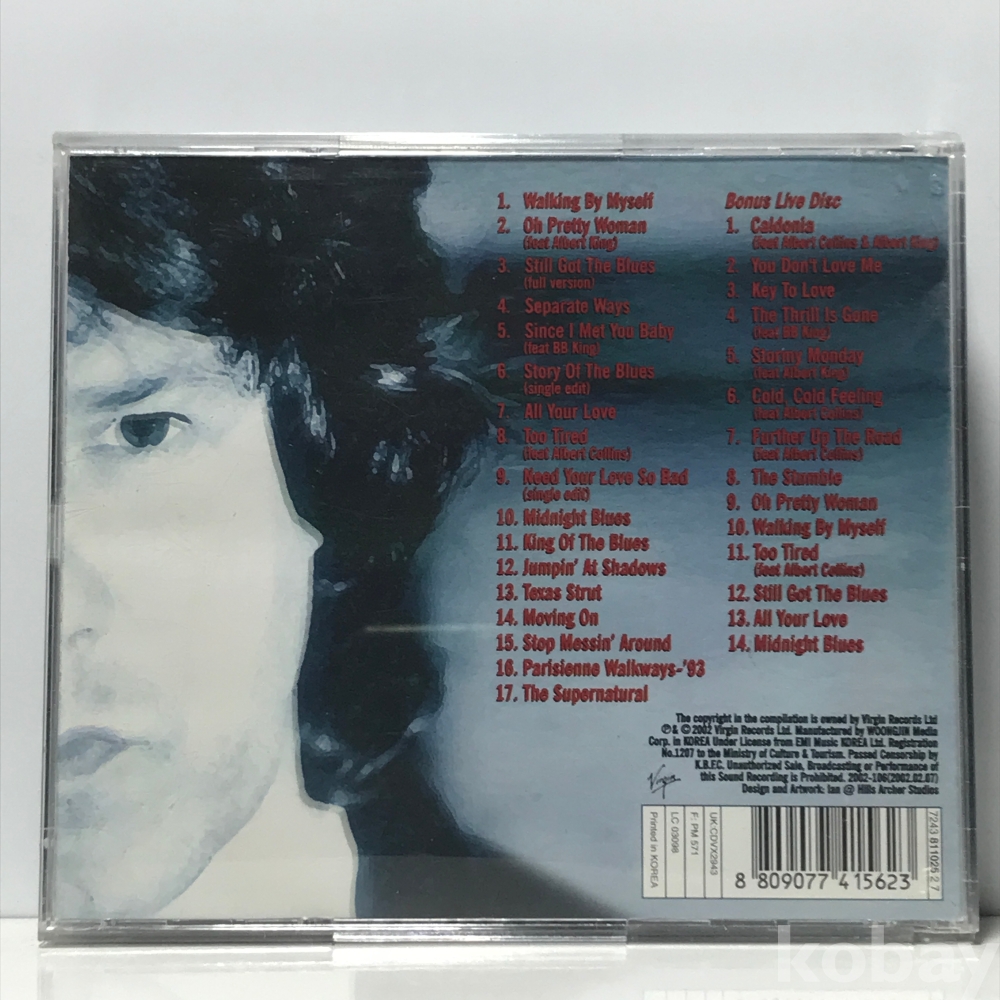 1. Walking By Myself
2. Oh Pretty Woman
(feat Albert King)
3. Still Got The Blues
(full version)
4. Separate Ways
5. Since I Met You Baby
(feat BB King)
6. Story Of The Blues
(single edit)
7. All Your Love
8. Too Tired
(feat Albert Collins)
9. Need Your Love So Bad
(single edit)
10. Midnight Blues
11. King Of The Blues
12. Jumpin' At Shadows
13. Texas Strut
14. Moving On
15. Stop Messin' Around
16. Parisienne Walkways-'93
17. The Supernatural
Bonus Live Disc
1. Caldonia
(feat Albert Collins & Albert King)
2. You Don't Love Me
3. Key To Love
4. The Thrill Is Gone
(feat BB King)
5. Stormy Monday
(feat Albert King)
6. Cold, Cold Feeling
(feat Albert Collins)
7. Further Up The Road
(feat Albert Collins)
8. The Stumble
9. Oh Pretty Woman
10. Walking By Myself
11. Too Tired
(feat Albert Collins)
12. Still Got The Blues
13. All Your Love
14. Midnight Blues
The copyright in the compilation is owned by Virgin Records Ltd
℗ & © 2002 Virgin Records Ltd. Manufactured by WOONGJIN Media
Corp. in KOREA Under License from EMI Music KOREA Ltd. Registration
No.1207 to the Ministry of Culture & Tourism. Passed Censorship by
K.B.F.C. Unauthorized Sale, Broadcasting or Performance of
this Sound Recording is Prohibited. 2002-106(2002.02.07)
Design and Artwork: Ian @ Hills Archer Studios
Virgin
Printed in KOREA
LC 03098
F: PM 571
UK:CDVX2943
7243 811025 2 7
8 809077 415623
kobay